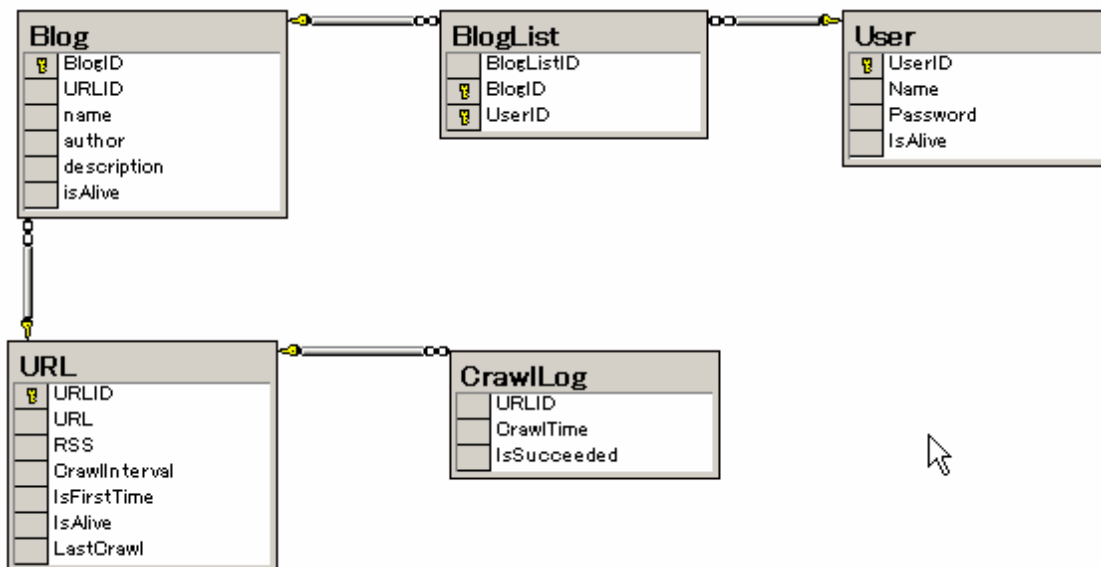 Blog
BlogID
URLID
name
author
description
isAlive
BlogList
BlogListID
BlogID
UserID
User
UserID
Name
Password
IsAlive
URL
URLID
URL
RSS
CrawlInterval
IsFirstTime
IsAlive
LastCrawl
CrawlLog
URLID
CrawlTime
IsSucceeded